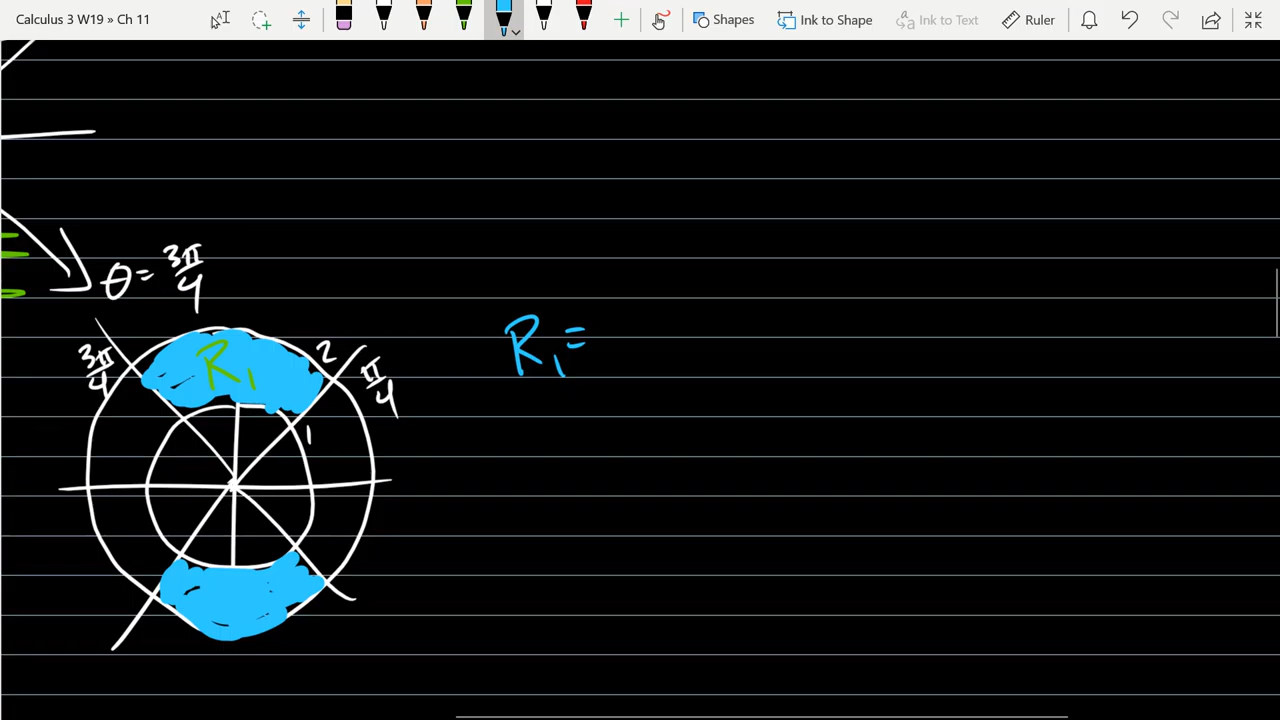 Calculus 3 W19 » Ch 11
Shapes
Ink to Shape
Ink to Text
Ruler
θ = 3π/4
3π/4
R₁
2
π/4
1
R₁ =